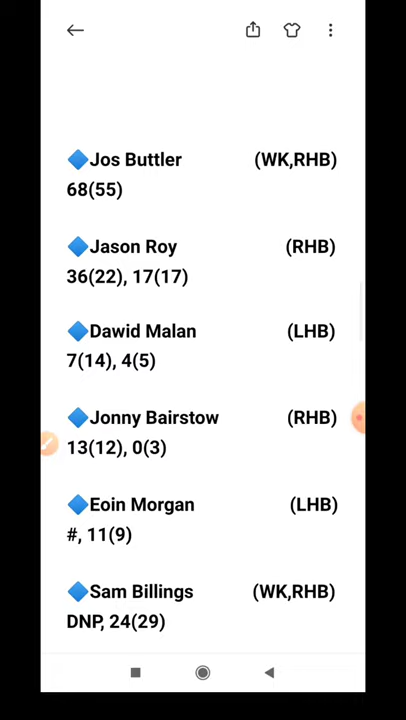 🔷Jos Buttler (WK,RHB)
68(55)
🔷Jason Roy (RHB)
36(22), 17(17)
🔷Dawid Malan (LHB)
7(14), 4(5)
🔷Jonny Bairstow (RHB)
13(12), 0(3)
🔷Eoin Morgan (LHB)
#, 11(9)
🔷Sam Billings (WK,RHB)
DNP, 24(29)